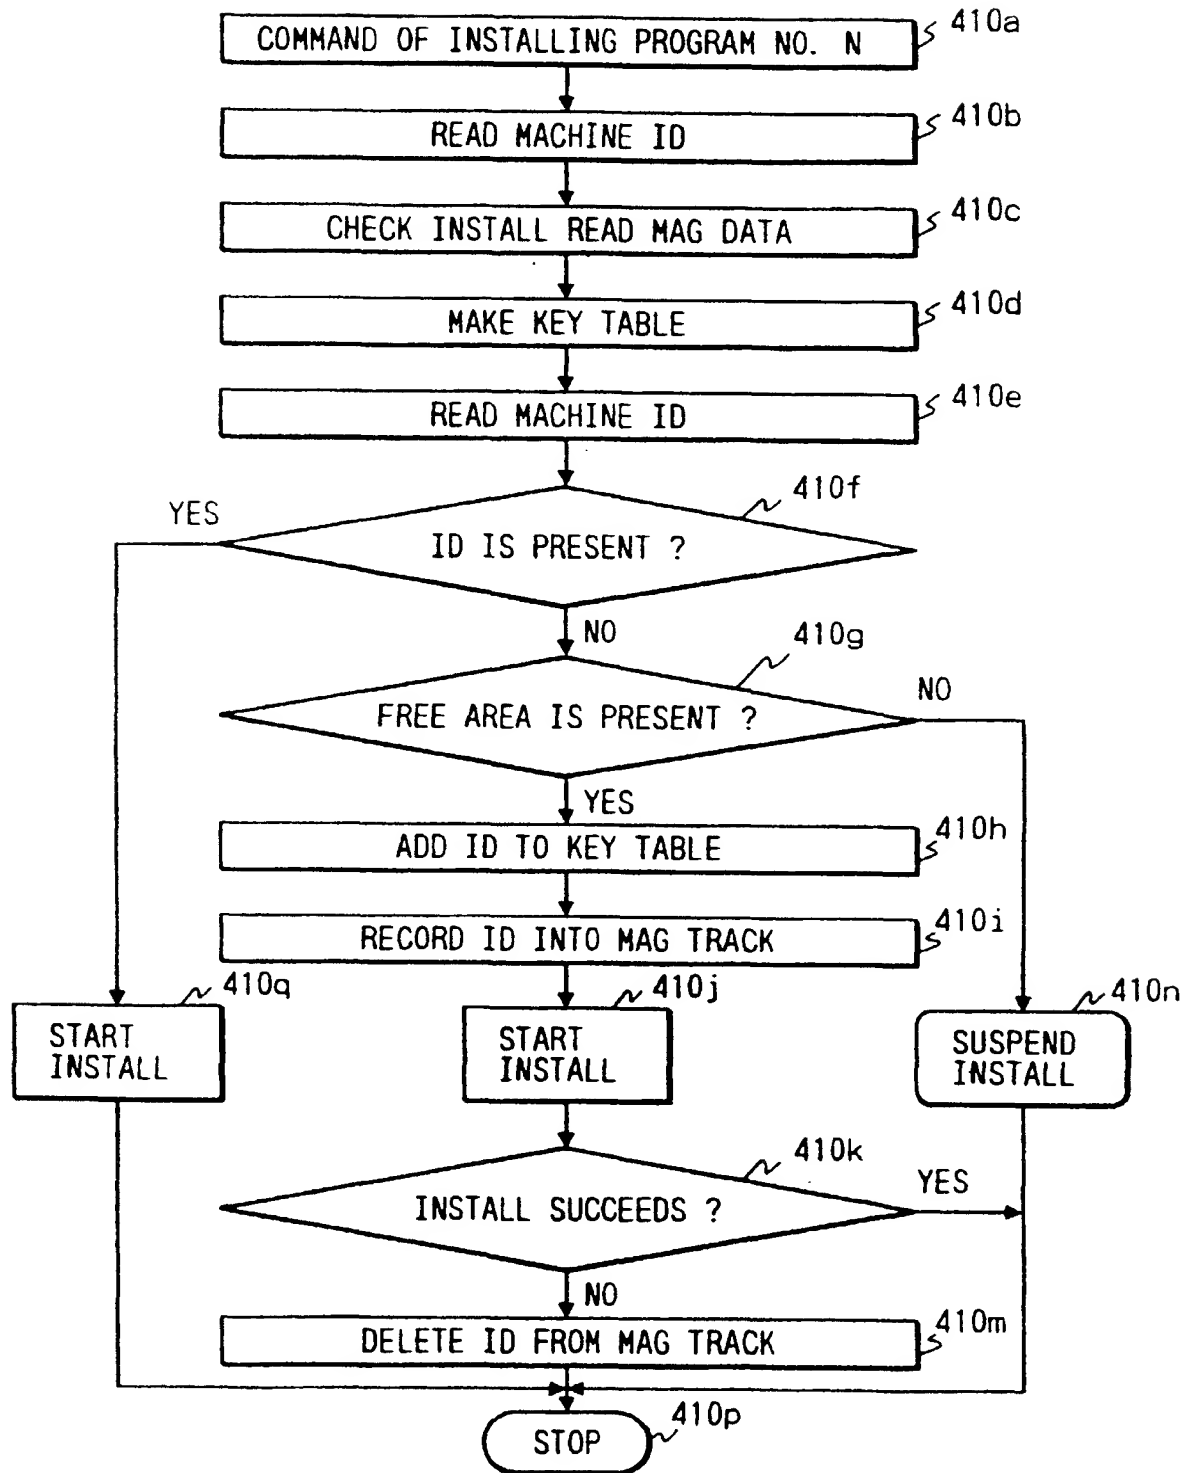 COMMAND OF INSTALLING PROGRAM NO. N
410a
READ MACHINE ID
410b
CHECK INSTALL READ MAG DATA
410c
MAKE KEY TABLE
410d
READ MACHINE ID
410e
410f
YES
ID IS PRESENT ?
NO
410g
NO
FREE AREA IS PRESENT ?
YES
ADD ID TO KEY TABLE
410h
RECORD ID INTO MAG TRACK
410i
410q
START
INSTALL
410j
START
INSTALL
410n
SUSPEND
INSTALL
410k
YES
INSTALL SUCCEEDS ?
NO
DELETE ID FROM MAG TRACK
410m
410p
STOP